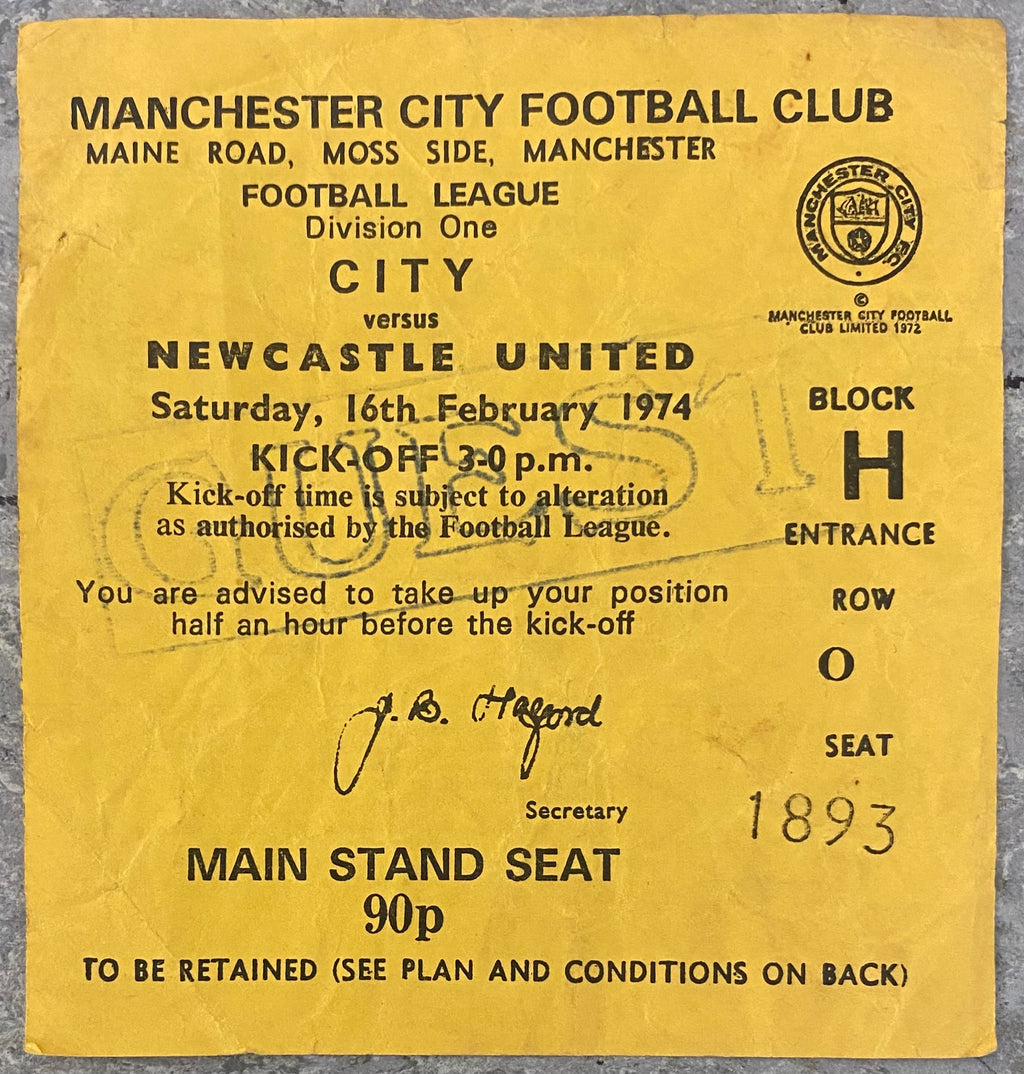 MANCHESTER CITY FOOTBALL CLUB
MAINE ROAD, MOSS SIDE, MANCHESTER
FOOTBALL LEAGUE
Division One
CITY
versus
NEWCASTLE UNITED
Saturday, 16th February 1974
KICK-OFF 3-0 p.m.
Kick-off time is subject to alteration
as authorised by the Football League.
GUEST
You are advised to take up your position
half an hour before the kick-off
J. B. Halford
Secretary
MAIN STAND SEAT
90p
TO BE RETAINED (SEE PLAN AND CONDITIONS ON BACK)
MANCHESTER CITY F.C.
©
MANCHESTER CITY FOOTBALL
CLUB LIMITED 1972
BLOCK
H
ENTRANCE
ROW
O
SEAT
1893